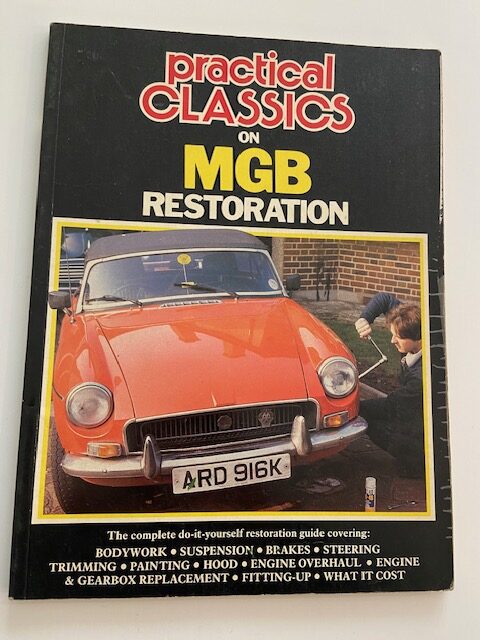 practical
CLASSICS
ON
MGB
RESTORATION
ARD 916K
The complete do-it-yourself restoration guide covering:
BODYWORK • SUSPENSION • BRAKES • STEERING
TRIMMING • PAINTING • HOOD • ENGINE OVERHAUL • ENGINE
& GEARBOX REPLACEMENT • FITTING-UP • WHAT IT COST